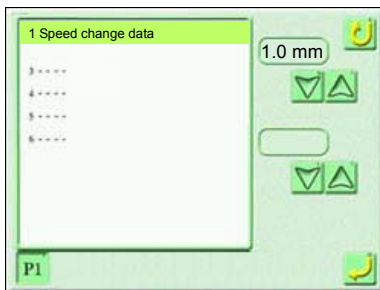 1 Speed change data
1.0 mm
3 ----
4 ----
5 ----
6 ----
P1